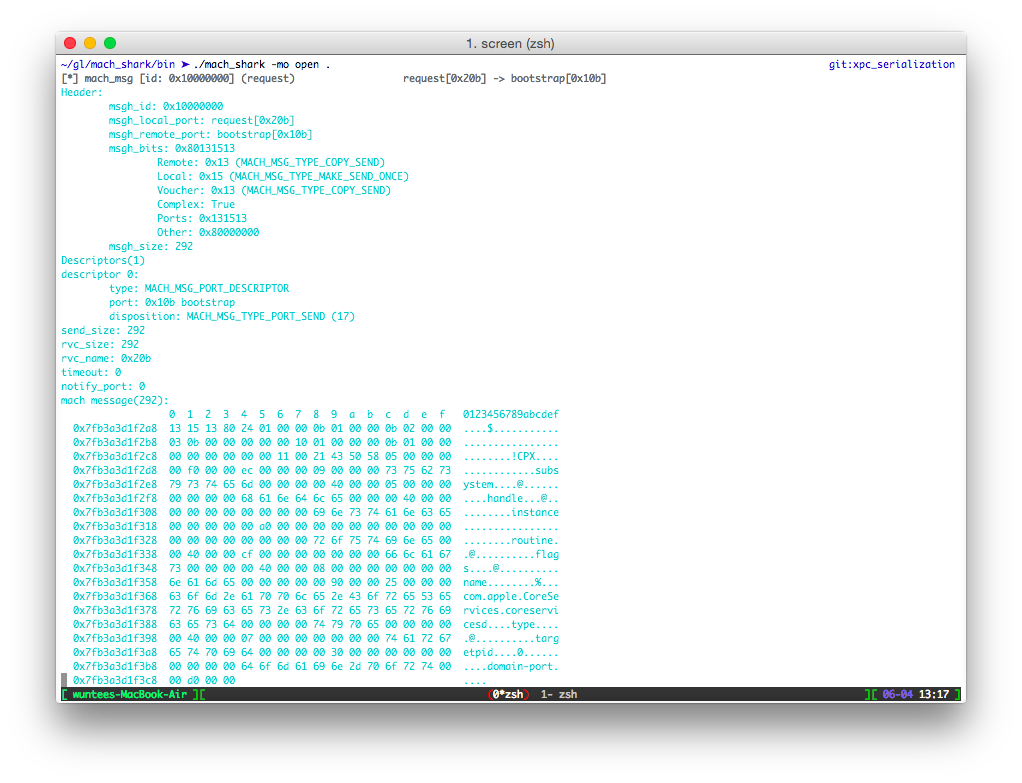 1. screen (zsh)
~/gl/mach_shark/bin ➤ ./mach_shark -mo open . git:xpc_serialization
[*] mach_msg [id: 0x10000000] (request) request[0x20b] -> bootstrap[0x10b]
Header:
msgh_id: 0x10000000
msgh_local_port: request[0x20b]
msgh_remote_port: bootstrap[0x10b]
msgh_bits: 0x80131513
Remote: 0x13 (MACH_MSG_TYPE_COPY_SEND)
Local: 0x15 (MACH_MSG_TYPE_MAKE_SEND_ONCE)
Voucher: 0x13 (MACH_MSG_TYPE_COPY_SEND)
Complex: True
Ports: 0x131513
Other: 0x80000000
msgh_size: 292
Descriptors(1)
descriptor 0:
type: MACH_MSG_PORT_DESCRIPTOR
port: 0x10b bootstrap
disposition: MACH_MSG_TYPE_PORT_SEND (17)
send_size: 292
rvc_size: 292
rvc_name: 0x20b
timeout: 0
notify_port: 0
mach message(292):
0 1 2 3 4 5 6 7 8 9 a b c d e f 0123456789abcdef
0x7fb3a3d1f2a8 13 15 13 80 24 01 00 00 0b 01 00 00 0b 02 00 00 ....$...........
0x7fb3a3d1f2b8 03 0b 00 00 00 00 00 10 01 00 00 00 0b 01 00 00 ................
0x7fb3a3d1f2c8 00 00 00 00 00 00 11 00 21 43 50 58 05 00 00 00 ........!CPX....
0x7fb3a3d1f2d8 00 f0 00 00 ec 00 00 00 09 00 00 00 73 75 62 73 ............subs
0x7fb3a3d1f2e8 79 73 74 65 6d 00 00 00 00 40 00 00 05 00 00 00 ystem....@......
0x7fb3a3d1f2f8 00 00 00 00 68 61 6e 64 6c 65 00 00 00 40 00 00 ....handle...@..
0x7fb3a3d1f308 00 00 00 00 00 00 00 00 69 6e 73 74 61 6e 63 65 ........instance
0x7fb3a3d1f318 00 00 00 00 00 a0 00 00 00 00 00 00 00 00 00 00 ................
0x7fb3a3d1f328 00 00 00 00 00 00 00 00 72 6f 75 74 69 6e 65 00 ........routine.
0x7fb3a3d1f338 00 40 00 00 cf 00 00 00 00 00 00 00 66 6c 61 67 .@..........flag
0x7fb3a3d1f348 73 00 00 00 00 40 00 00 08 00 00 00 00 00 00 00 s....@..........
0x7fb3a3d1f358 6e 61 6d 65 00 00 00 00 00 90 00 00 25 00 00 00 name........%...
0x7fb3a3d1f368 63 6f 6d 2e 61 70 70 6c 65 2e 43 6f 72 65 53 65 com.apple.CoreSe
0x7fb3a3d1f378 72 76 69 63 65 73 2e 63 6f 72 65 73 65 72 76 69 rvices.coreservi
0x7fb3a3d1f388 63 65 73 64 00 00 00 00 74 79 70 65 00 00 00 00 cesd....type....
0x7fb3a3d1f398 00 40 00 00 07 00 00 00 00 00 00 00 74 61 72 67 .@..........targ
0x7fb3a3d1f3a8 65 74 70 69 64 00 00 00 00 30 00 00 00 00 00 00 etpid....0......
0x7fb3a3d1f3b8 00 00 00 00 64 6f 6d 61 69 6e 2d 70 6f 72 74 00 ....domain-port.
0x7fb3a3d1f3c8 00 d0 00 00 ....
[ wuntees-MacBook-Air ][ (0*zsh) 1- zsh ][ 06-04 13:17 ]